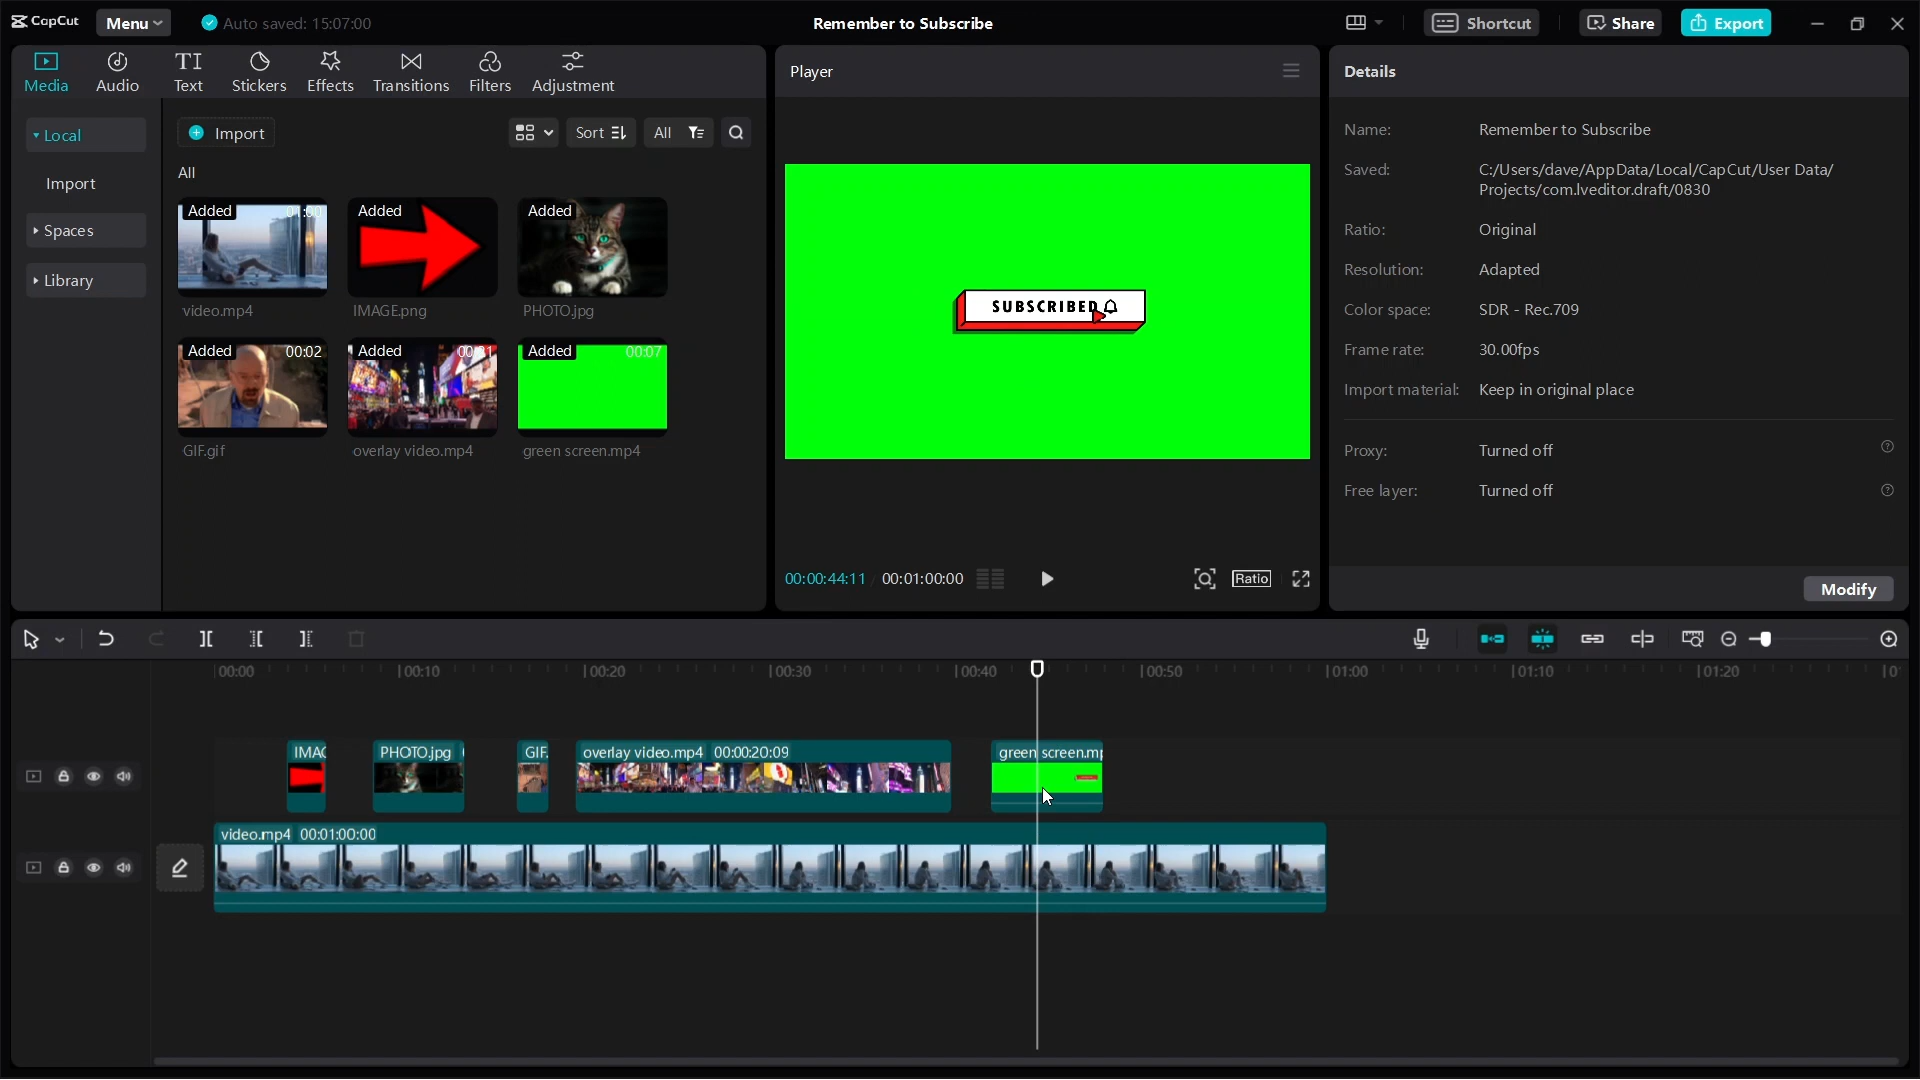 CapCut
Menu
Auto saved: 15:07:00
Remember to Subscribe
Shortcut
Share
Export
Media
Audio
TI
Text
Stickers
Effects
Transitions
Filters
Adjustment
Local
Import
Spaces
Library
Import
Sort
All
All
Added 01:00
video.mp4
Added
IMAGE.png
Added
PHOTO.jpg
Added 00:02
GIF.gif
Added 00:21
overlay video.mp4
Added 00:07
green screen.mp4
Player
SUBSCRIBED
00:00:44:11 / 00:01:00:00
Ratio
Details
Name: Remember to Subscribe
Saved: C:/Users/dave/AppData/Local/CapCut/User Data/
Projects/com.lveditor.draft/0830
Ratio: Original
Resolution: Adapted
Color space: SDR - Rec.709
Frame rate: 30.00fps
Import material: Keep in original place
Proxy: Turned off
Free layer: Turned off
Modify
00:00 00:10 00:20 00:30 00:40 00:50 01:00 01:10 01:20
IMAG
PHOTO.jpg
GIF.
overlay video.mp4 00:00:20:09
green screen.mp
video.mp4 00:01:00:00